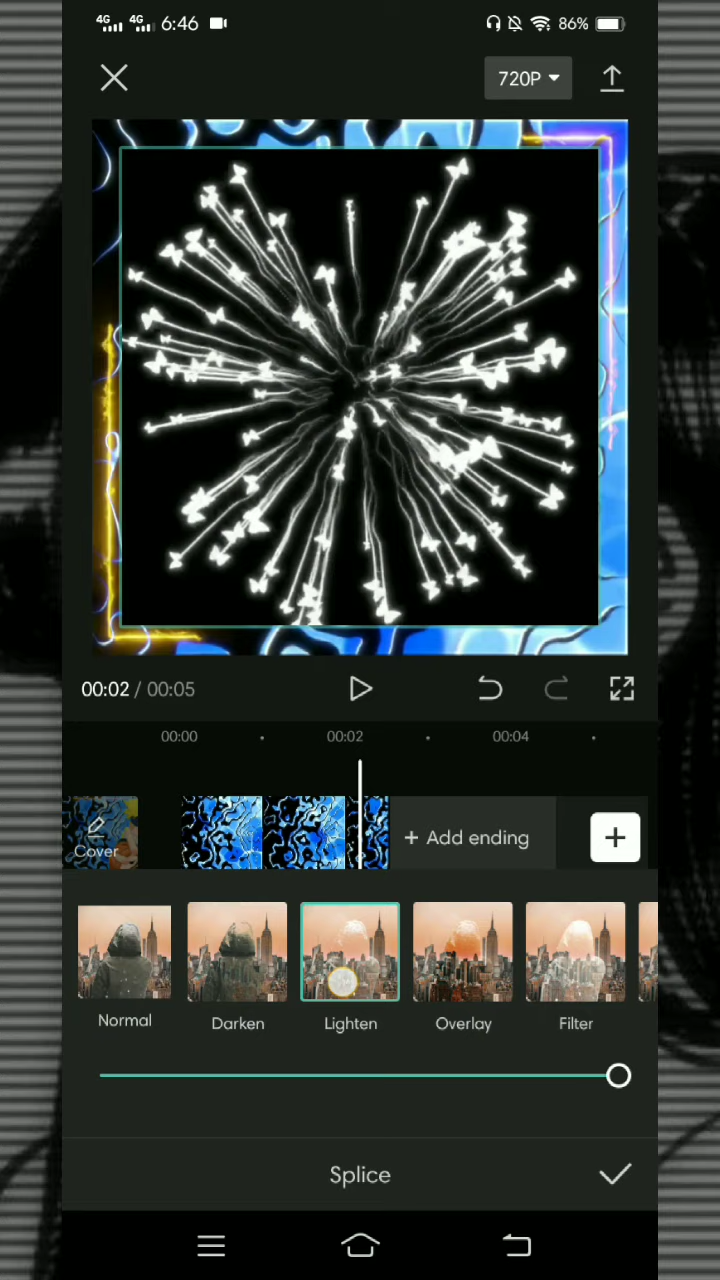 4G 4G 6:46 86%
720P
00:02 / 00:05
00:00 00:02 00:04
Cover
+ Add ending
+
Normal Darken Lighten Overlay Filter
Splice